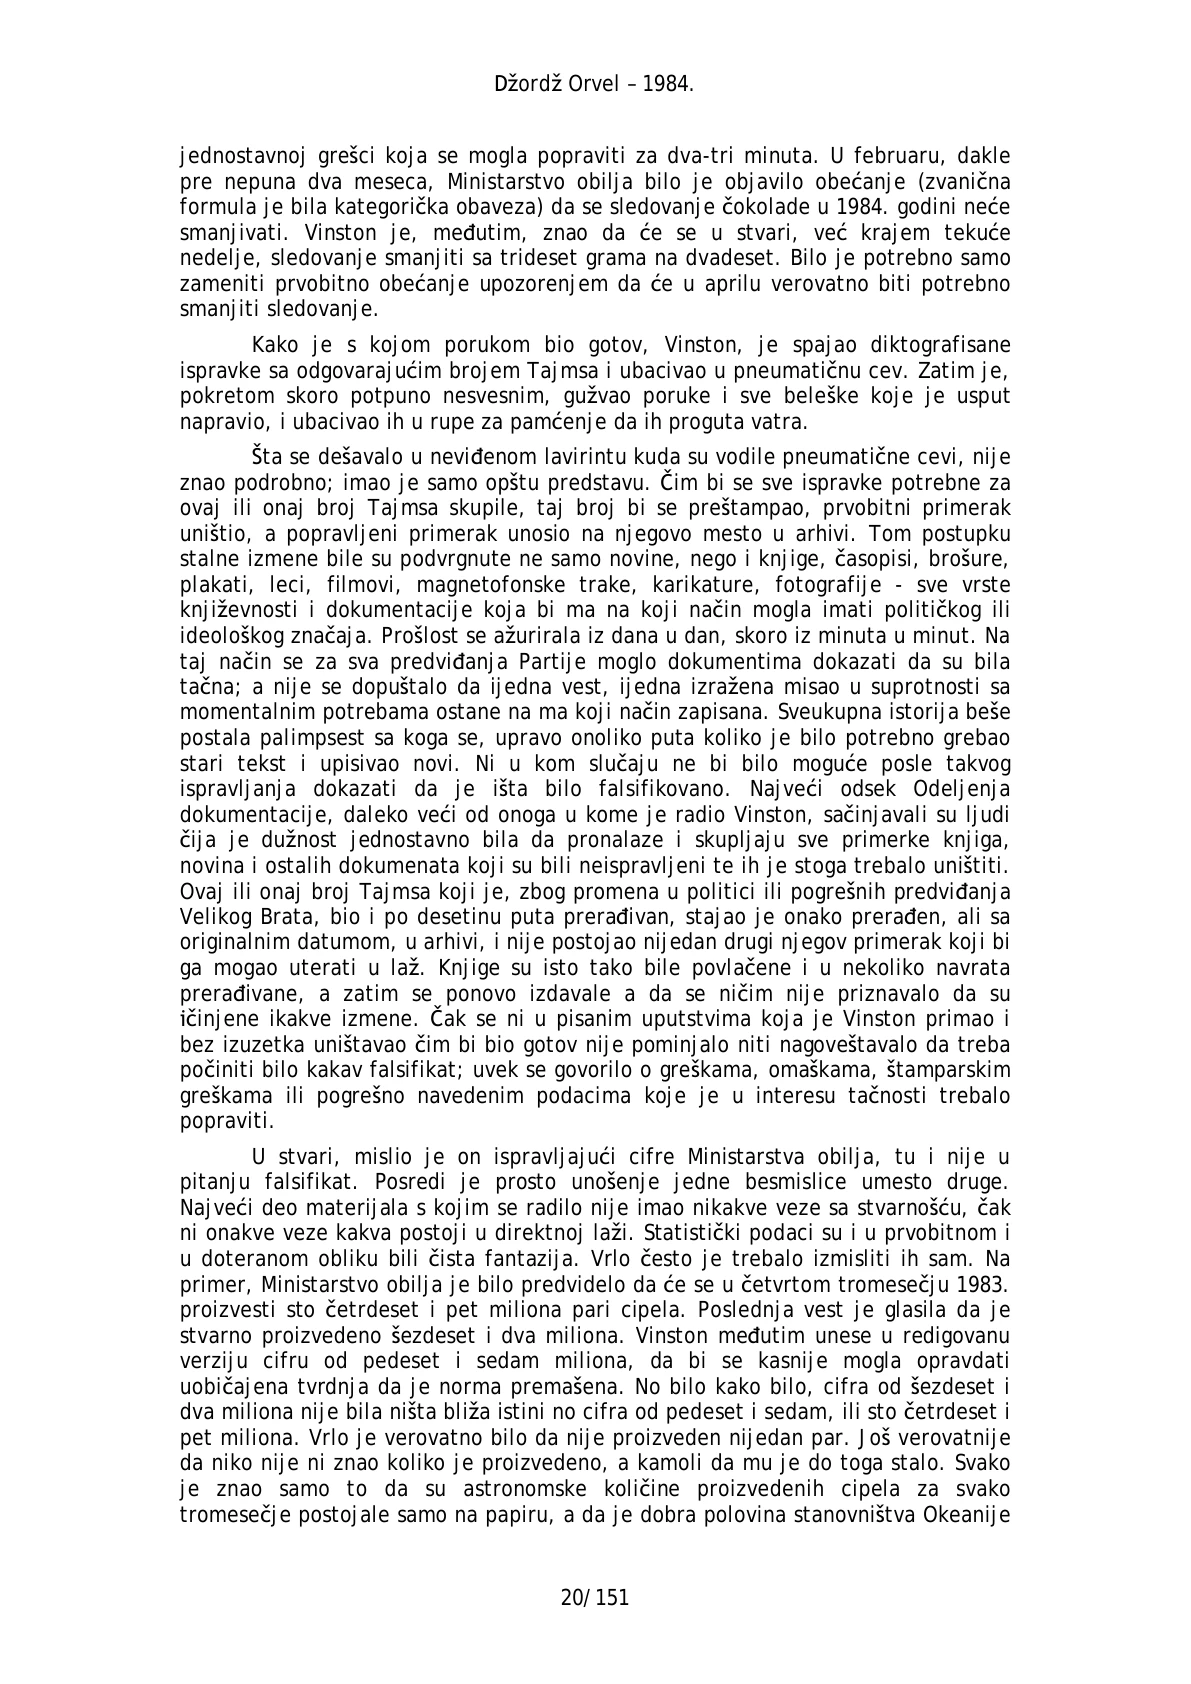 Džordž Orvel – 1984.
jednostavnoj grešci koja se mogla popraviti za dva-tri minuta. U februaru, dakle
pre nepuna dva meseca, Ministarstvo obilja bilo je objavilo obećanje (zvanična
formula je bila kategorička obaveza) da se sledovanje čokolade u 1984. godini neće
smanjivati. Vinston je, međutim, znao da će se u stvari, već krajem tekuće
nedelje, sledovanje smanjiti sa trideset grama na dvadeset. Bilo je potrebno samo
zameniti prvobitno obećanje upozorenjem da će u aprilu verovatno biti potrebno
smanjiti sledovanje.
Kako je s kojom porukom bio gotov, Vinston, je spajao diktografisane
ispravke sa odgovarajućim brojem Tajmsa i ubacivao u pneumatičnu cev. Zatim je,
pokretom skoro potpuno nesvesnim, gužvao poruke i sve beleške koje je usput
napravio, i ubacivao ih u rupe za pamćenje da ih proguta vatra.
Šta se dešavalo u neviđenom lavirintu kuda su vodile pneumatične cevi, nije
znao podrobno; imao je samo opštu predstavu. Čim bi se sve ispravke potrebne za
ovaj ili onaj broj Tajmsa skupile, taj broj bi se preštampao, prvobitni primerak
uništio, a popravljeni primerak unosio na njegovo mesto u arhivi. Tom postupku
stalne izmene bile su podvrgnute ne samo novine, nego i knjige, časopisi, brošure,
plakati, leci, filmovi, magnetofonske trake, karikature, fotografije - sve vrste
književnosti i dokumentacije koja bi ma na koji način mogla imati političkog ili
ideološkog značaja. Prošlost se ažurirala iz dana u dan, skoro iz minuta u minut. Na
taj način se za sva predviđanja Partije moglo dokumentima dokazati da su bila
tačna; a nije se dopuštalo da ijedna vest, ijedna izražena misao u suprotnosti sa
momentalnim potrebama ostane na ma koji način zapisana. Sveukupna istorija beše
postala palimpsest sa koga se, upravo onoliko puta koliko je bilo potrebno grebao
stari tekst i upisivao novi. Ni u kom slučaju ne bi bilo moguće posle takvog
ispravljanja dokazati da je išta bilo falsifikovano. Najveći odsek Odeljenja
dokumentacije, daleko veći od onoga u kome je radio Vinston, sačinjavali su ljudi
čija je dužnost jednostavno bila da pronalaze i skupljaju sve primerke knjiga,
novina i ostalih dokumenata koji su bili neispravljeni te ih je stoga trebalo uništiti.
Ovaj ili onaj broj Tajmsa koji je, zbog promena u politici ili pogrešnih predviđanja
Velikog Brata, bio i po desetinu puta prerađivan, stajao je onako prerađen, ali sa
originalnim datumom, u arhivi, i nije postojao nijedan drugi njegov primerak koji bi
ga mogao uterati u laž. Knjige su isto tako bile povlačene i u nekoliko navrata
prerađivane, a zatim se ponovo izdavale a da se ničim nije priznavalo da su
ičinjene ikakve izmene. Čak se ni u pisanim uputstvima koja je Vinston primao i
bez izuzetka uništavao čim bi bio gotov nije pominjalo niti nagoveštavalo da treba
počiniti bilo kakav falsifikat; uvek se govorilo o greškama, omaškama, štamparskim
greškama ili pogrešno navedenim podacima koje je u interesu tačnosti trebalo
popraviti.
U stvari, mislio je on ispravljajući cifre Ministarstva obilja, tu i nije u
pitanju falsifikat. Posredi je prosto unošenje jedne besmislice umesto druge.
Najveći deo materijala s kojim se radilo nije imao nikakve veze sa stvarnošću, čak
ni onakve veze kakva postoji u direktnoj laži. Statistički podaci su i u prvobitnom i
u doteranom obliku bili čista fantazija. Vrlo često je trebalo izmisliti ih sam. Na
primer, Ministarstvo obilja je bilo predvidelo da će se u četvrtom tromesečju 1983.
proizvesti sto četrdeset i pet miliona pari cipela. Poslednja vest je glasila da je
stvarno proizvedeno šezdeset i dva miliona. Vinston međutim unese u redigovanu
verziju cifru od pedeset i sedam miliona, da bi se kasnije mogla opravdati
uobičajena tvrdnja da je norma premašena. No bilo kako bilo, cifra od šezdeset i
dva miliona nije bila ništa bliža istini no cifra od pedeset i sedam, ili sto četrdeset i
pet miliona. Vrlo je verovatno bilo da nije proizveden nijedan par. Još verovatnije
da niko nije ni znao koliko je proizvedeno, a kamoli da mu je do toga stalo. Svako
je znao samo to da su astronomske količine proizvedenih cipela za svako
tromesečje postojale samo na papiru, a da je dobra polovina stanovništva Okeanije
20/151